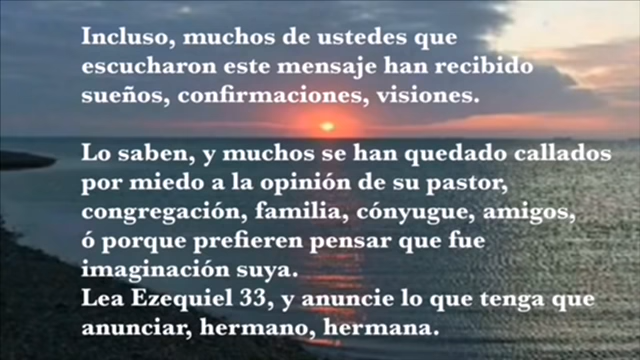 Incluso, muchos de ustedes que
escucharon este mensaje han recibido
sueños, confirmaciones, visiones.
Lo saben, y muchos se han quedado callados
por miedo a la opinión de su pastor,
congregación, familia, cónyugue, amigos,
ó porque prefieren pensar que fue
imaginación suya.
Lea Ezequiel 33, y anuncie lo que tenga que
anunciar, hermano, hermana.